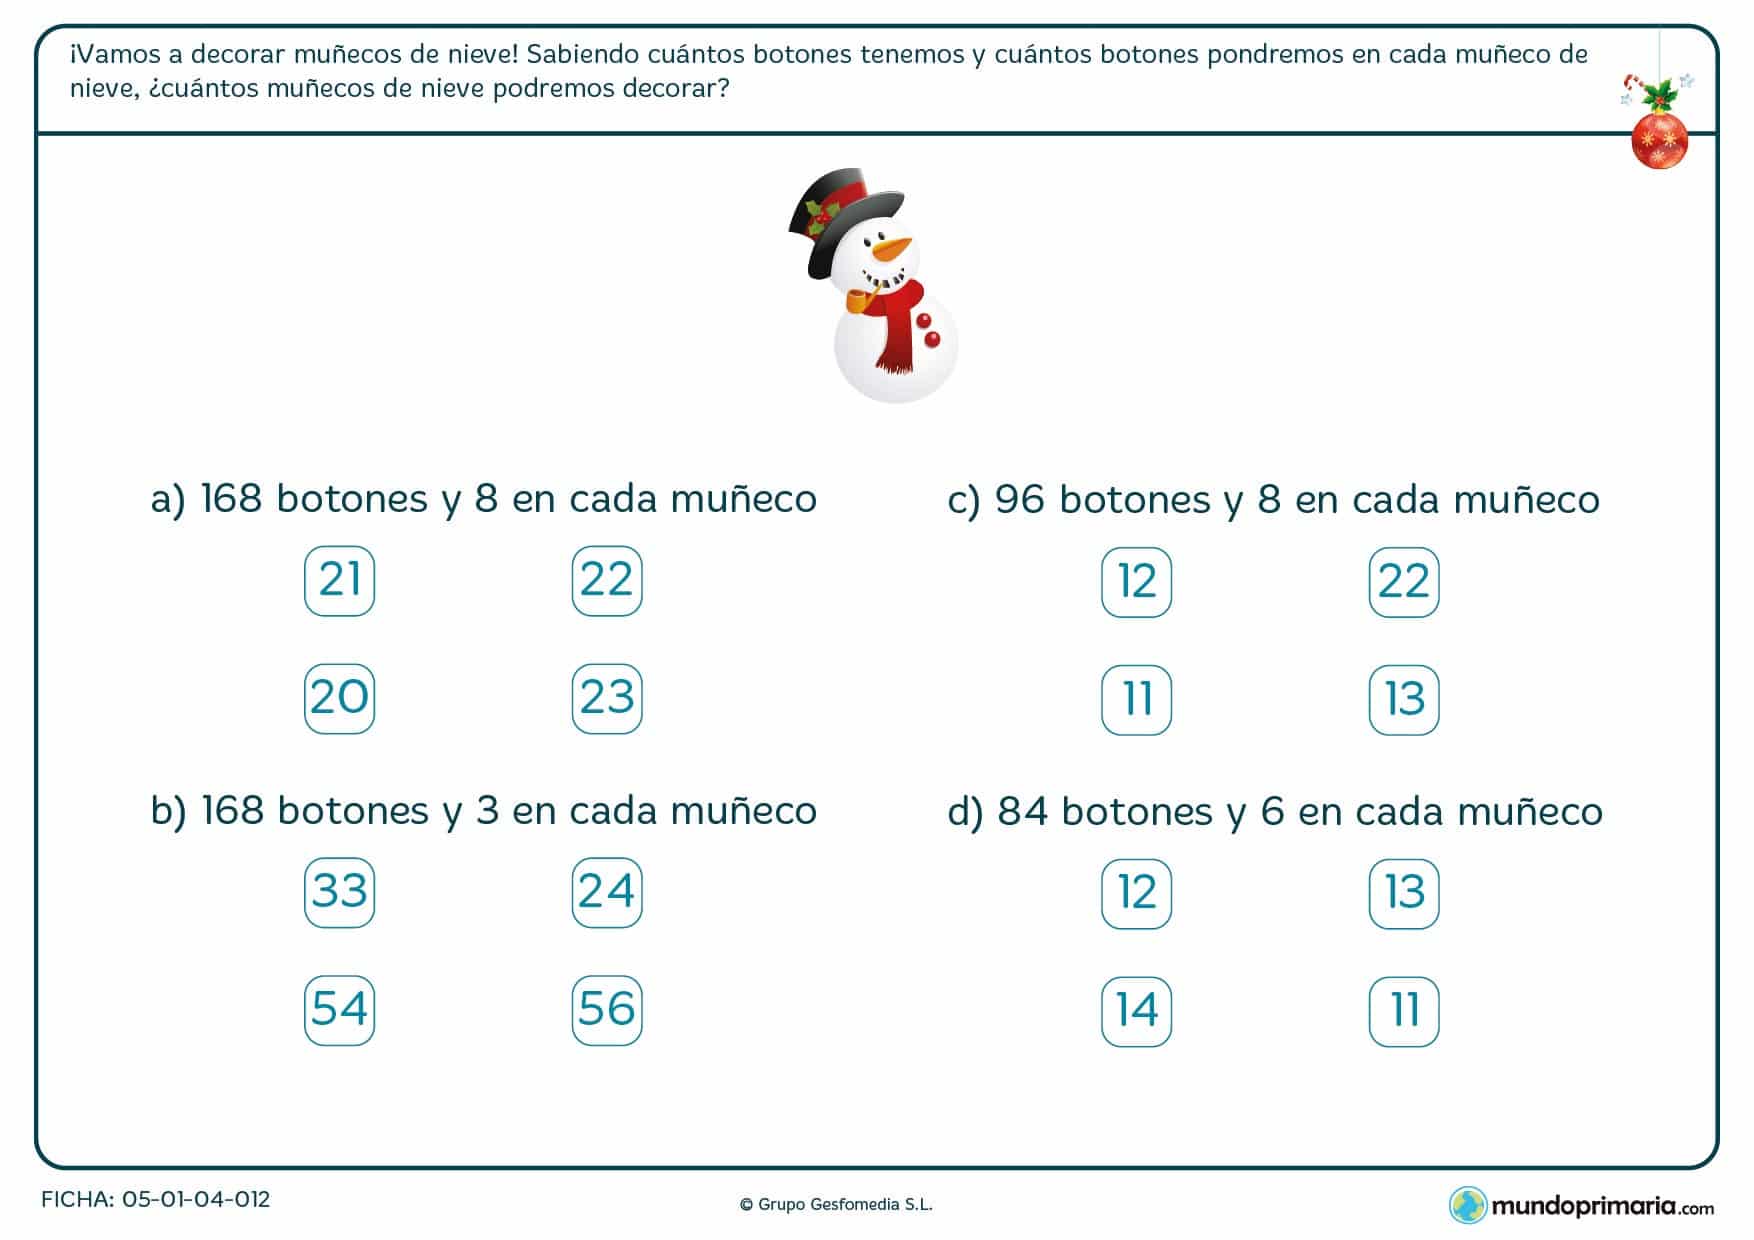 ¡Vamos a decorar muñecos de nieve! Sabiendo cuántos botones tenemos y cuántos botones pondremos en cada muñeco de
nieve, ¿cuántos muñecos de nieve podremos decorar?
a) 168 botones y 8 en cada muñeco
21 22
20 23
b) 168 botones y 3 en cada muñeco
33 24
54 56
c) 96 botones y 8 en cada muñeco
12 22
11 13
d) 84 botones y 6 en cada muñeco
12 13
14 11
FICHA: 05-01-04-012
© Grupo Gesfomedia S.L.
mundoprimaria.com